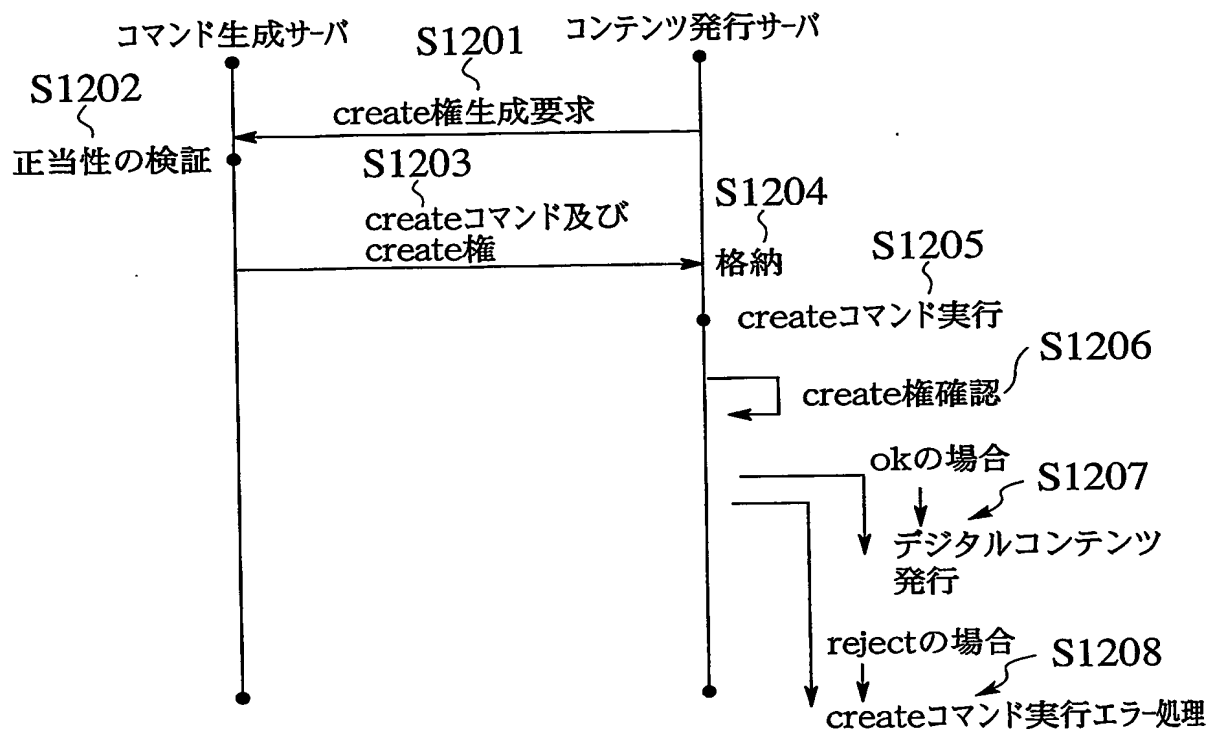 コマンド生成サーバ
コンテンツ発行サーバ
S1201
create権生成要求
S1202
正当性の検証
S1203
createコマンド及び
create権
S1204
格納
S1205
createコマンド実行
S1206
create権確認
okの場合
S1207
デジタルコンテンツ
発行
rejectの場合
S1208
createコマンド実行エラー処理